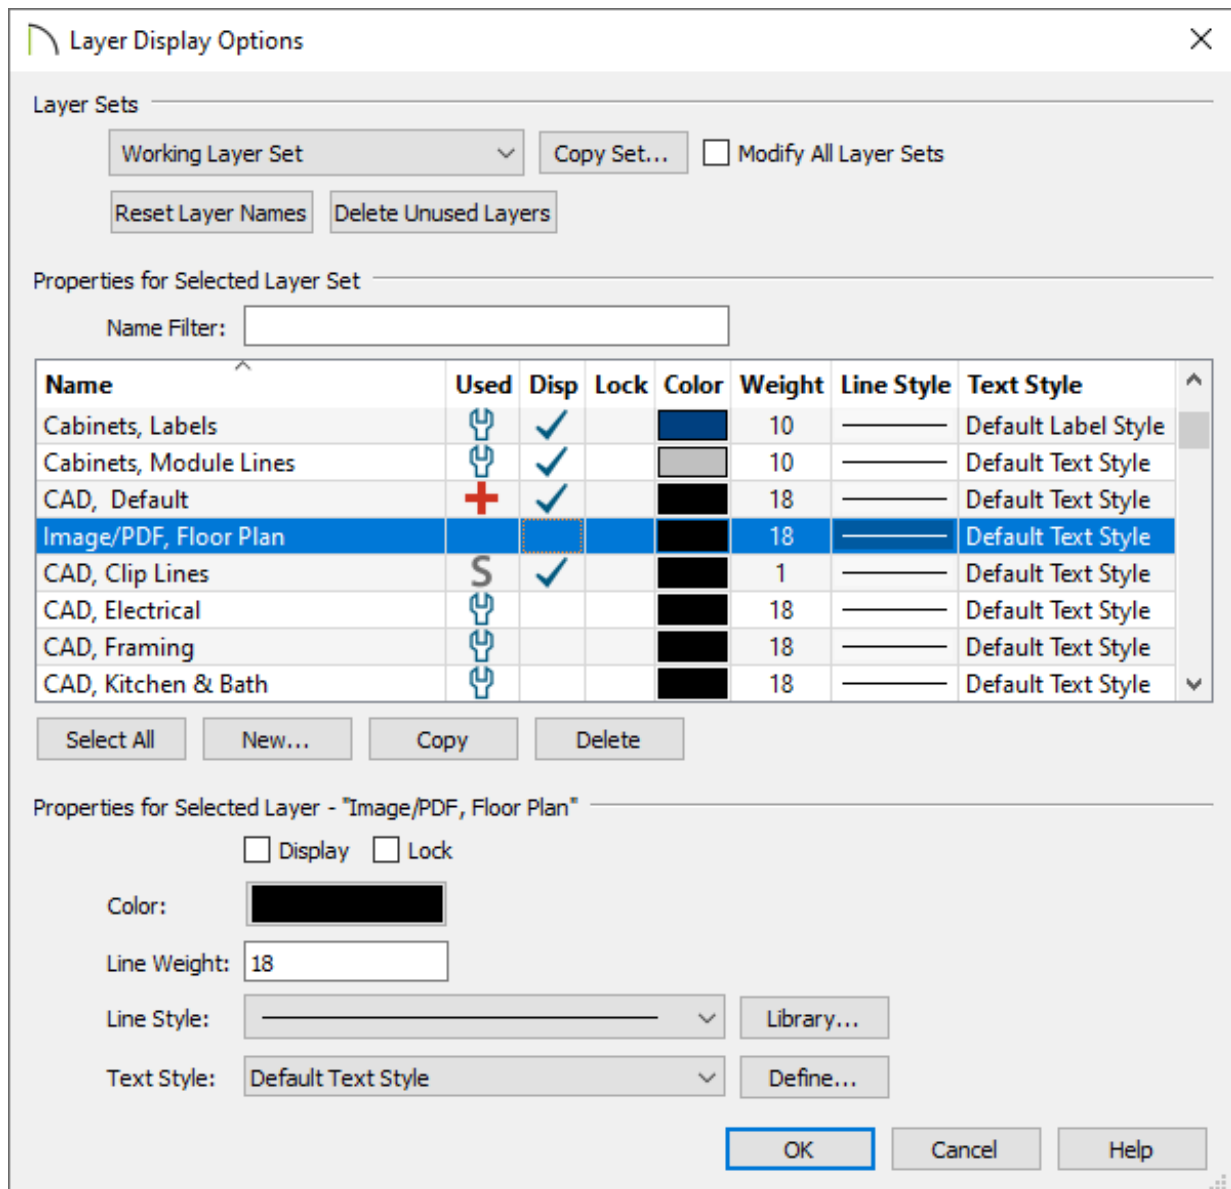 Layer Display Options
Layer Sets
Working Layer Set Copy Set... Modify All Layer Sets
Reset Layer Names Delete Unused Layers
Properties for Selected Layer Set
Name Filter:
Name Used Disp Lock Color Weight Line Style Text Style
Cabinets, Labels 10 Default Label Style
Cabinets, Module Lines 10 Default Text Style
CAD, Default 18 Default Text Style
Image/PDF, Floor Plan 18 Default Text Style
CAD, Clip Lines S 1 Default Text Style
CAD, Electrical 18 Default Text Style
CAD, Framing 18 Default Text Style
CAD, Kitchen & Bath 18 Default Text Style
Select All New... Copy Delete
Properties for Selected Layer - "Image/PDF, Floor Plan"
Display Lock
Color:
Line Weight: 18
Line Style: Library...
Text Style: Default Text Style Define...
OK Cancel Help